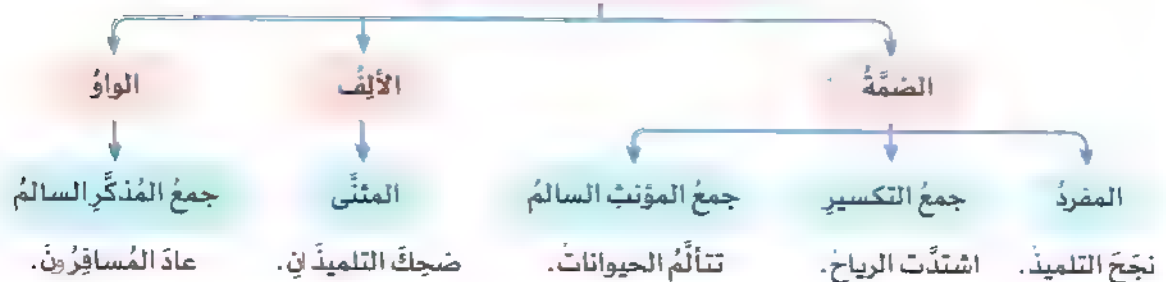 الضمَّةُ الألِفُ الواوُ
المفردُ جمعُ التكسيرِ جمعُ المؤنثِ السالمُ المثنَّى جمعُ المُذكَّرِ السالمُ
نجَحَ التلميذُ. اشتدَّت الرياحُ. تتألَّمُ الحيواناتُ. ضحِكَ التلميذَانِ. عادَ المُسافِرُونَ.